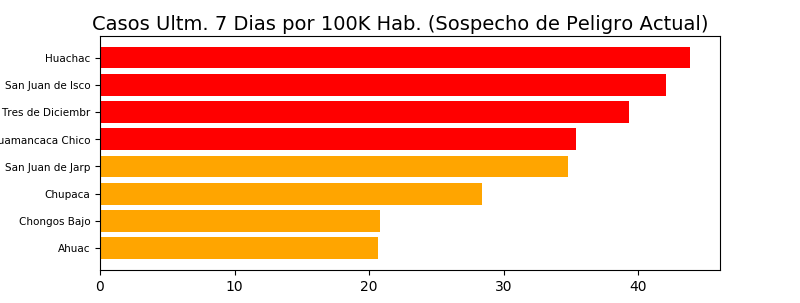 Casos Ultm. 7 Dias por 100K Hab. (Sospecho de Peligro Actual)
Huachac
San Juan de Isco
Tres de Diciembr
uamancaca Chico
San Juan de Jarp
Chupaca
Chongos Bajo
Ahuac
0 10 20 30 40